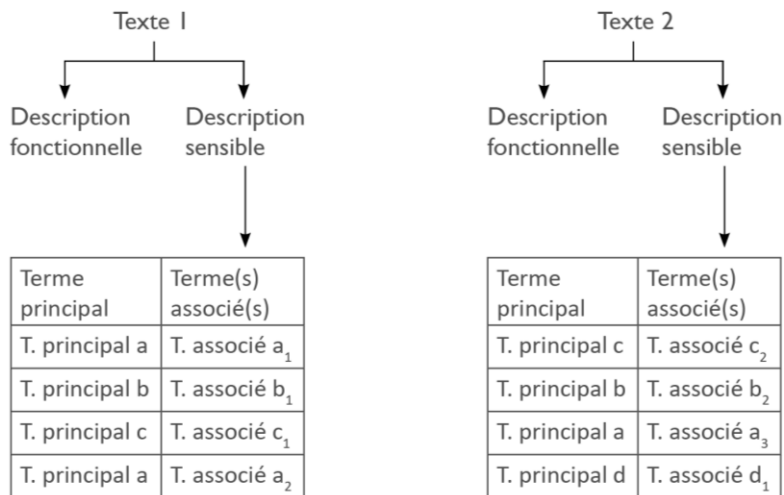 Texte 1
Description
fonctionnelle
Description
sensible
Terme
principal
Terme(s)
associé(s)
T. principal a
T. associé a₁
T. principal b
T. associé b₁
T. principal c
T. associé c₁
T. principal a
T. associé a₂
Texte 2
Description
fonctionnelle
Description
sensible
Terme
principal
Terme(s)
associé(s)
T. principal c
T. associé c₂
T. principal b
T. associé b₂
T. principal a
T. associé a₃
T. principal d
T. associé d₁